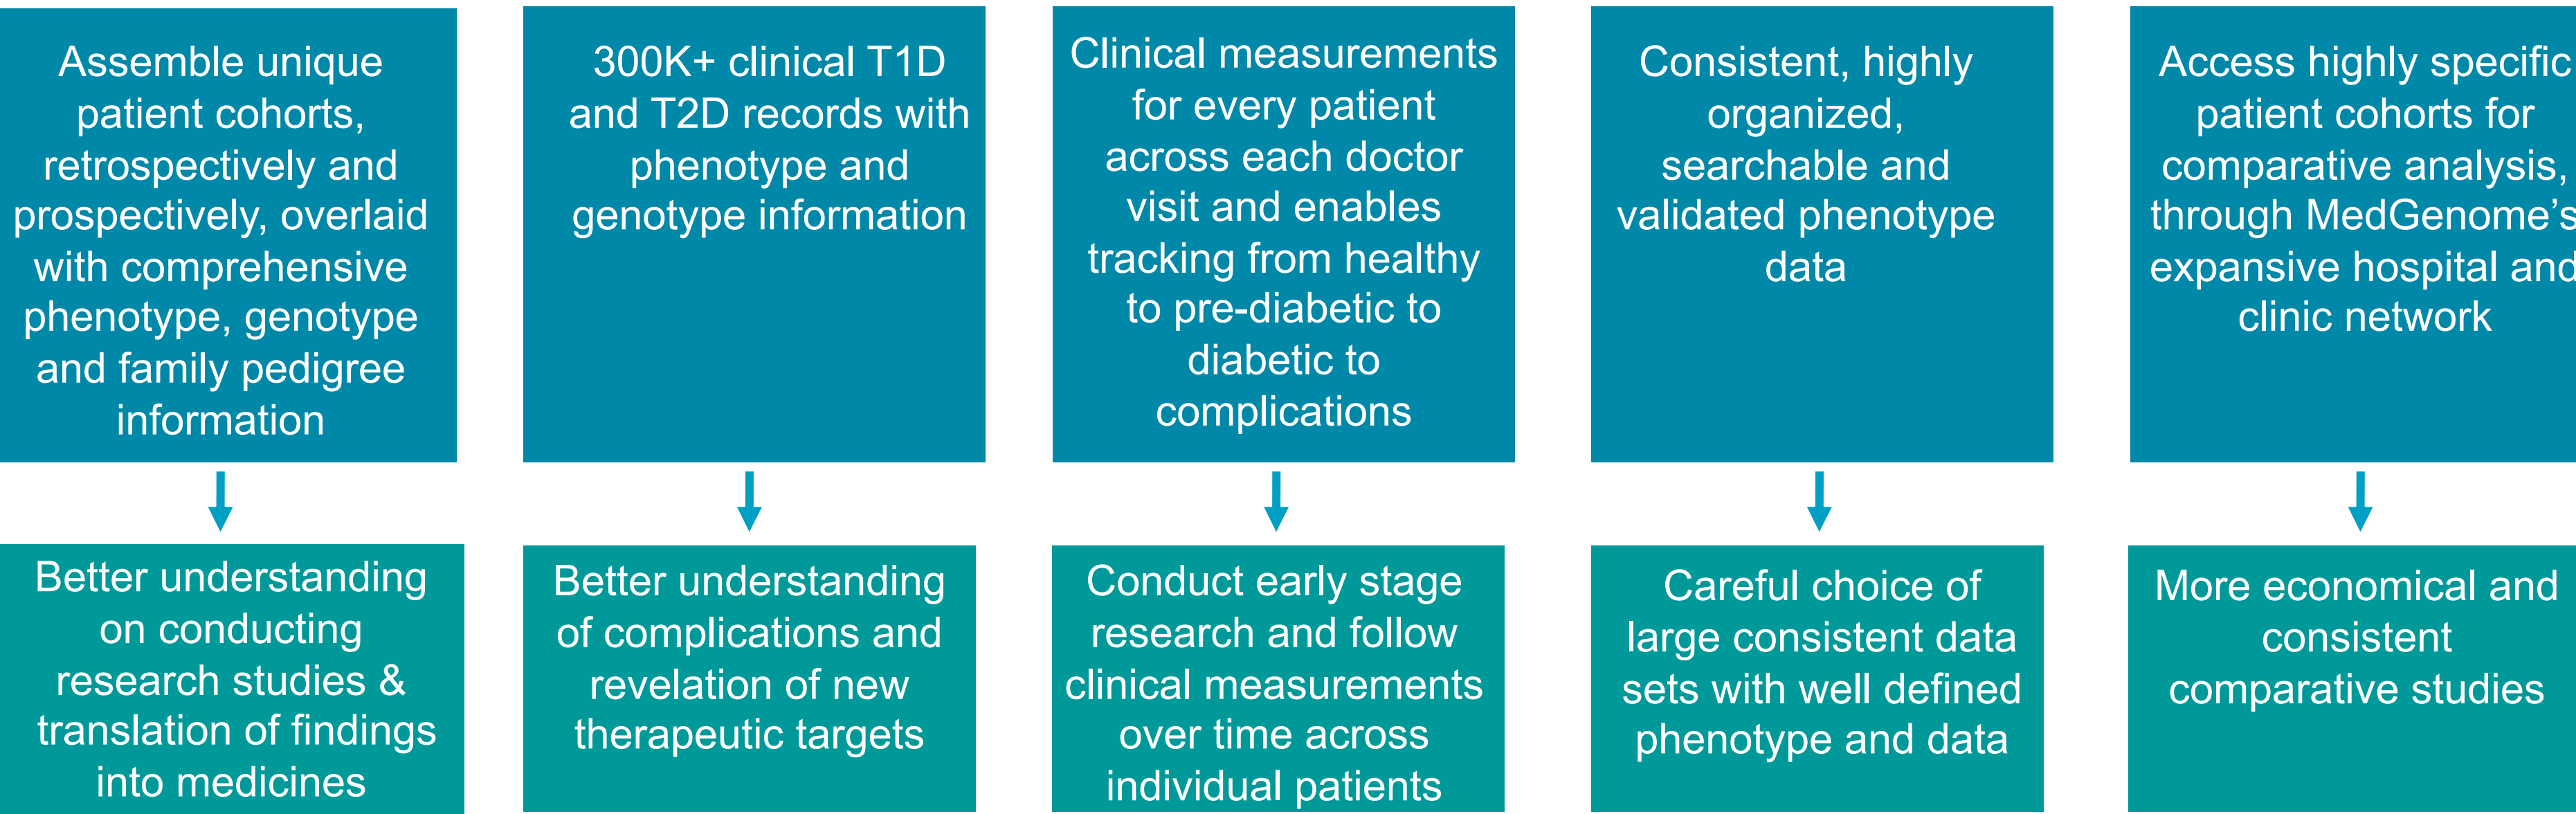 Assemble unique
patient cohorts,
retrospectively and
prospectively, overlaid
with comprehensive
phenotype, genotype
and family pedigree
information
300K+ clinical T1D
and T2D records with
phenotype and
genotype information
Clinical measurements
for every patient
across each doctor
visit and enables
tracking from healthy
to pre-diabetic to
diabetic to
complications
Consistent, highly
organized,
searchable and
validated phenotype
data
Access highly specific
patient cohorts for
comparative analysis,
through MedGenome’s
expansive hospital and
clinic network
Better understanding
on conducting
research studies &
translation of findings
into medicines
Better understanding
of complications and
revelation of new
therapeutic targets
Conduct early stage
research and follow
clinical measurements
over time across
individual patients
Careful choice of
large consistent data
sets with well defined
phenotype and data
More economical and
consistent
comparative studies